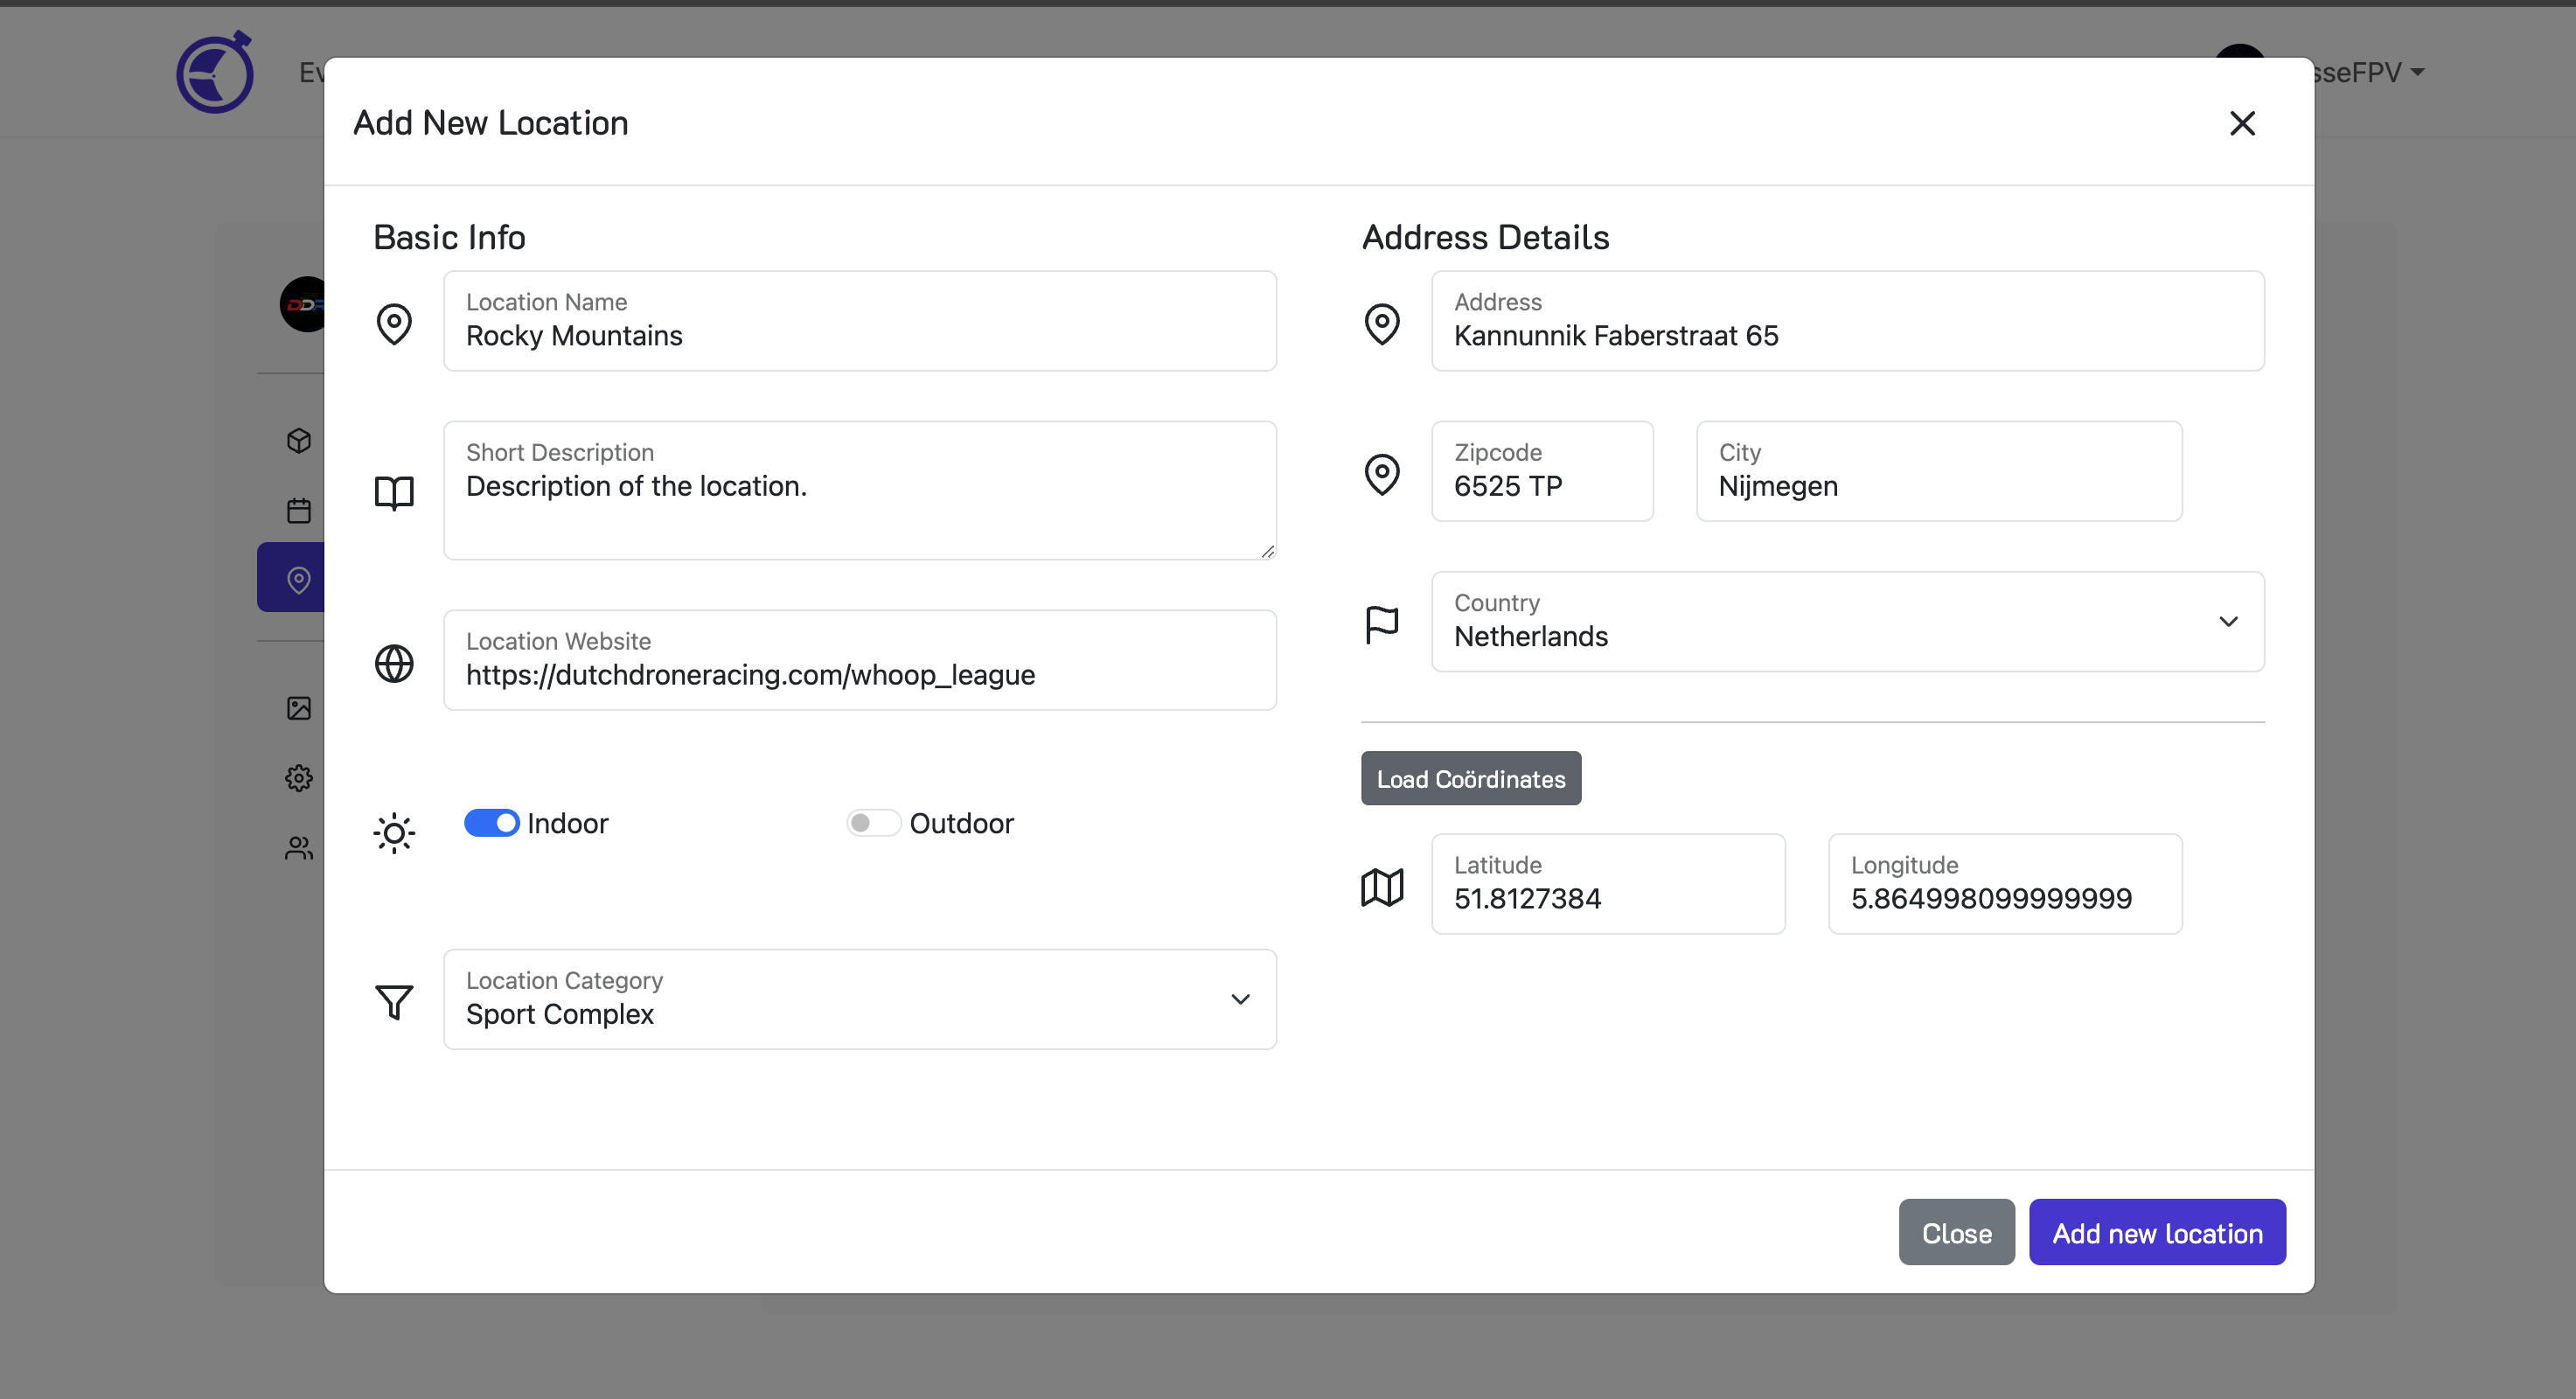 Add New Location
Basic Info
Location Name
Rocky Mountains
Short Description
Description of the location.
Location Website
https://dutchdroneracing.com/whoop_league
Indoor
Outdoor
Location Category
Sport Complex
Address Details
Address
Kannunnik Faberstraat 65
Zipcode
6525 TP
City
Nijmegen
Country
Netherlands
Load Coördinates
Latitude
51.8127384
Longitude
5.864998099999999
Close
Add new location